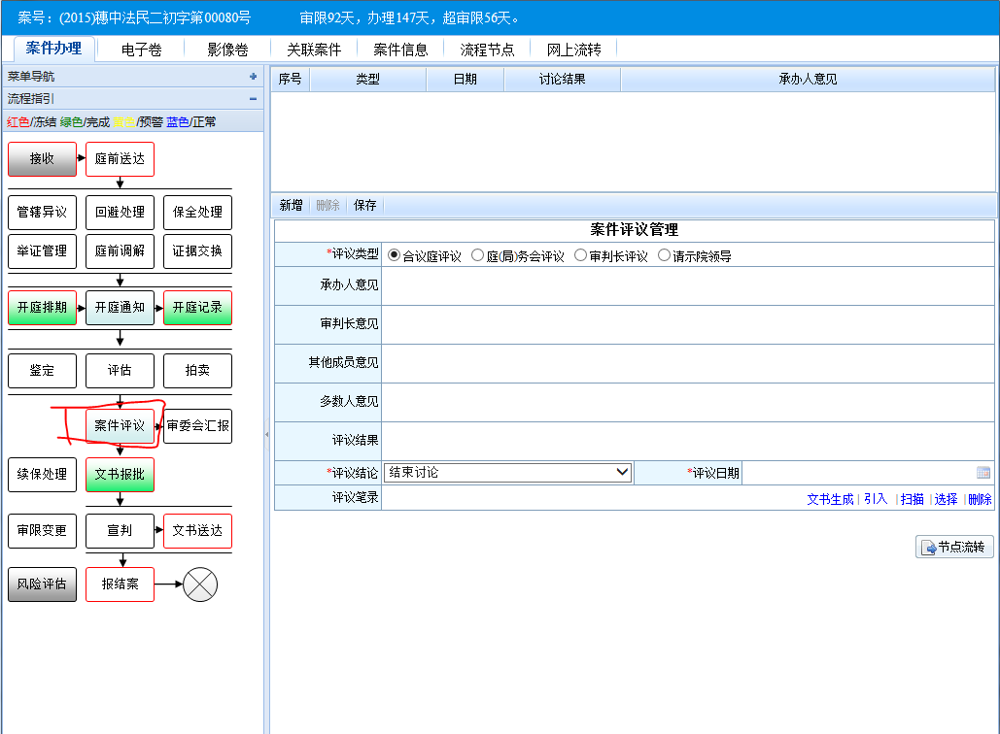 案号：(2015)穗中法民二初字第00080号 审限92天，办理147天，超审限56天。
案件办理 电子卷 影像卷 关联案件 案件信息 流程节点 网上流转
菜单导航
流程指引
红色/冻结 绿色/完成 黄色/预警 蓝色/正常
接收 庭前送达
管辖异议 回避处理 保全处理
举证管理 庭前调解 证据交换
开庭排期 开庭通知 开庭记录
鉴定 评估 拍卖
案件评议 审委会汇报
续保处理 文书报批
审限变更 宣判 文书送达
风险评估 报结案
序号 类型 日期 讨论结果 承办人意见
新增 删除 保存
案件评议管理
*评议类型 合议庭评议 庭(局)务会评议 审判长评议 请示院领导
承办人意见
审判长意见
其他成员意见
多数人意见
评议结果
*评议结论 结束讨论 *评议日期
评议笔录 文书生成 | 引入 | 扫描 | 选择 | 删除
节点流转